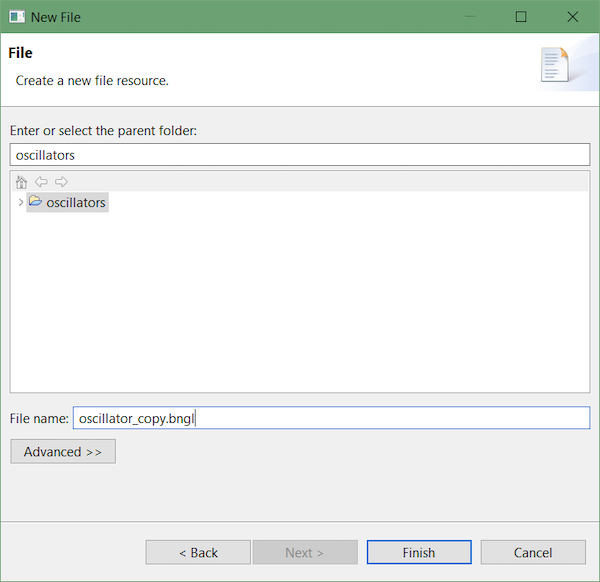 New File
File
Create a new file resource.
Enter or select the parent folder:
oscillators
oscillators
File name: oscillator_copy.bngl
Advanced >>
< Back Next > Finish Cancel